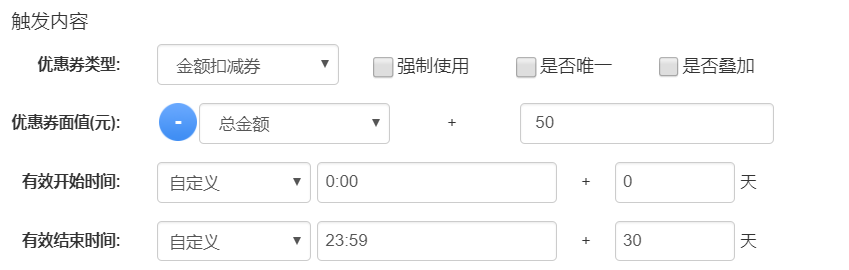 触发内容
优惠券类型: 金额扣减券 ▼ 强制使用 是否唯一 是否叠加
优惠券面值(元): - 总金额 ▼ + 50
有效开始时间: 自定义 ▼ 0:00 + 0 天
有效结束时间: 自定义 ▼ 23:59 + 30 天